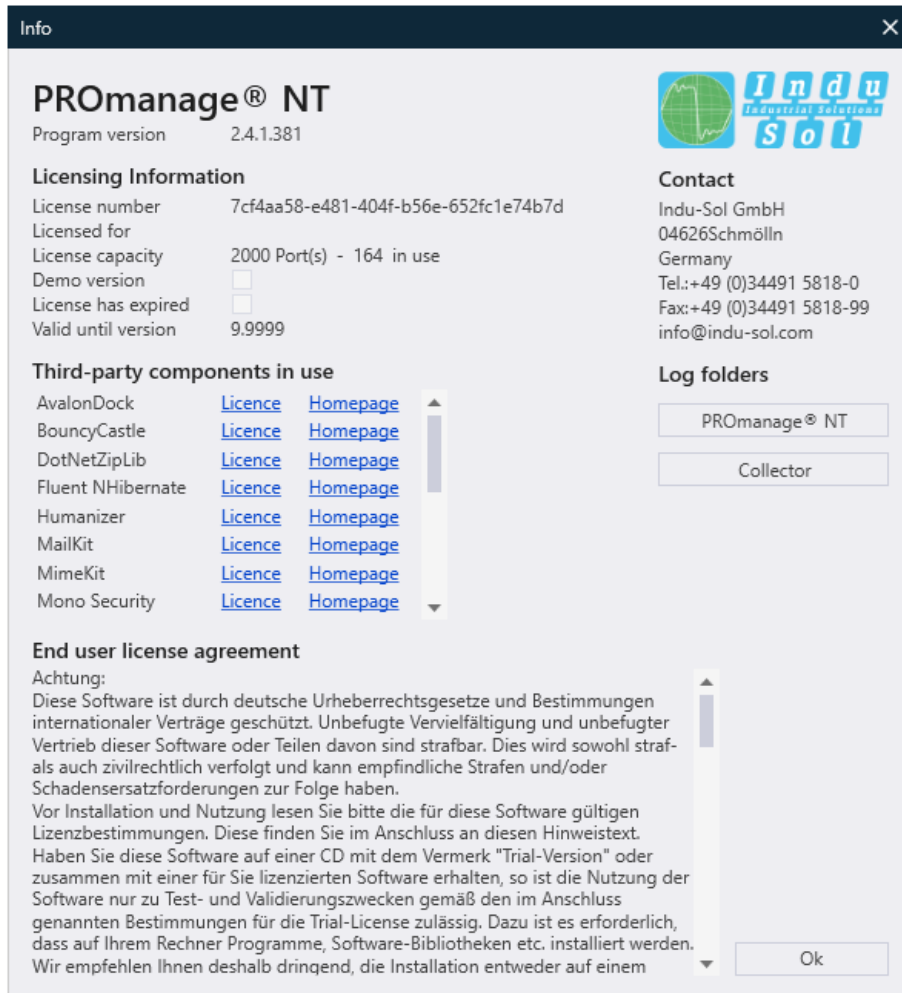 Info
PROmanage® NT
Program version 2.4.1.381
Licensing Information
License number 7cf4aa58-e481-404f-b56e-652fc1e74b7d
Licensed for
License capacity 2000 Port(s) - 164 in use
Demo version
License has expired
Valid until version 9.9999
Third-party components in use
AvalonDock Licence Homepage
BouncyCastle Licence Homepage
DotNetZipLib Licence Homepage
Fluent NHibernate Licence Homepage
Humanizer Licence Homepage
MailKit Licence Homepage
MimeKit Licence Homepage
Mono Security Licence Homepage
Indu
Industrial Solutions
Sol
Contact
Indu-Sol GmbH
04626Schmölln
Germany
Tel.:+49 (0)34491 5818-0
Fax:+49 (0)34491 5818-99
info@indu-sol.com
Log folders
PROmanage® NT
Collector
End user license agreement
Achtung:
Diese Software ist durch deutsche Urheberrechtsgesetze und Bestimmungen
internationaler Verträge geschützt. Unbefugte Vervielfältigung und unbefugter
Vertrieb dieser Software oder Teilen davon sind strafbar. Dies wird sowohl straf-
als auch zivilrechtlich verfolgt und kann empfindliche Strafen und/oder
Schadensersatzforderungen zur Folge haben.
Vor Installation und Nutzung lesen Sie bitte die für diese Software gültigen
Lizenzbestimmungen. Diese finden Sie im Anschluss an diesen Hinweistext.
Haben Sie diese Software auf einer CD mit dem Vermerk "Trial-Version" oder
zusammen mit einer für Sie lizenzierten Software erhalten, so ist die Nutzung der
Software nur zu Test- und Validierungszwecken gemäß den im Anschluss
genannten Bestimmungen für die Trial-License zulässig. Dazu ist es erforderlich,
dass auf Ihrem Rechner Programme, Software-Bibliotheken etc. installiert werden.
Wir empfehlen Ihnen deshalb dringend, die Installation entweder auf einem
Ok